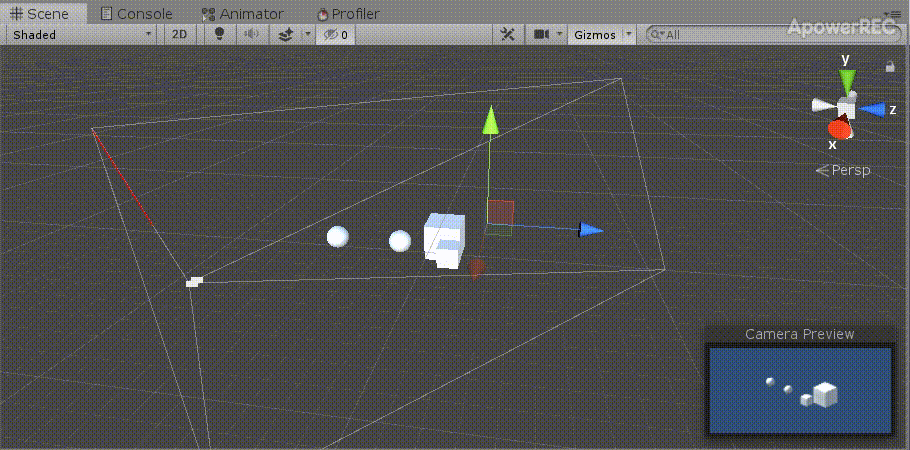 Scene Console Animator Profiler
Shaded 2D 0 Gizmos All
ApowerREC
y
z
x
Persp
Camera Preview